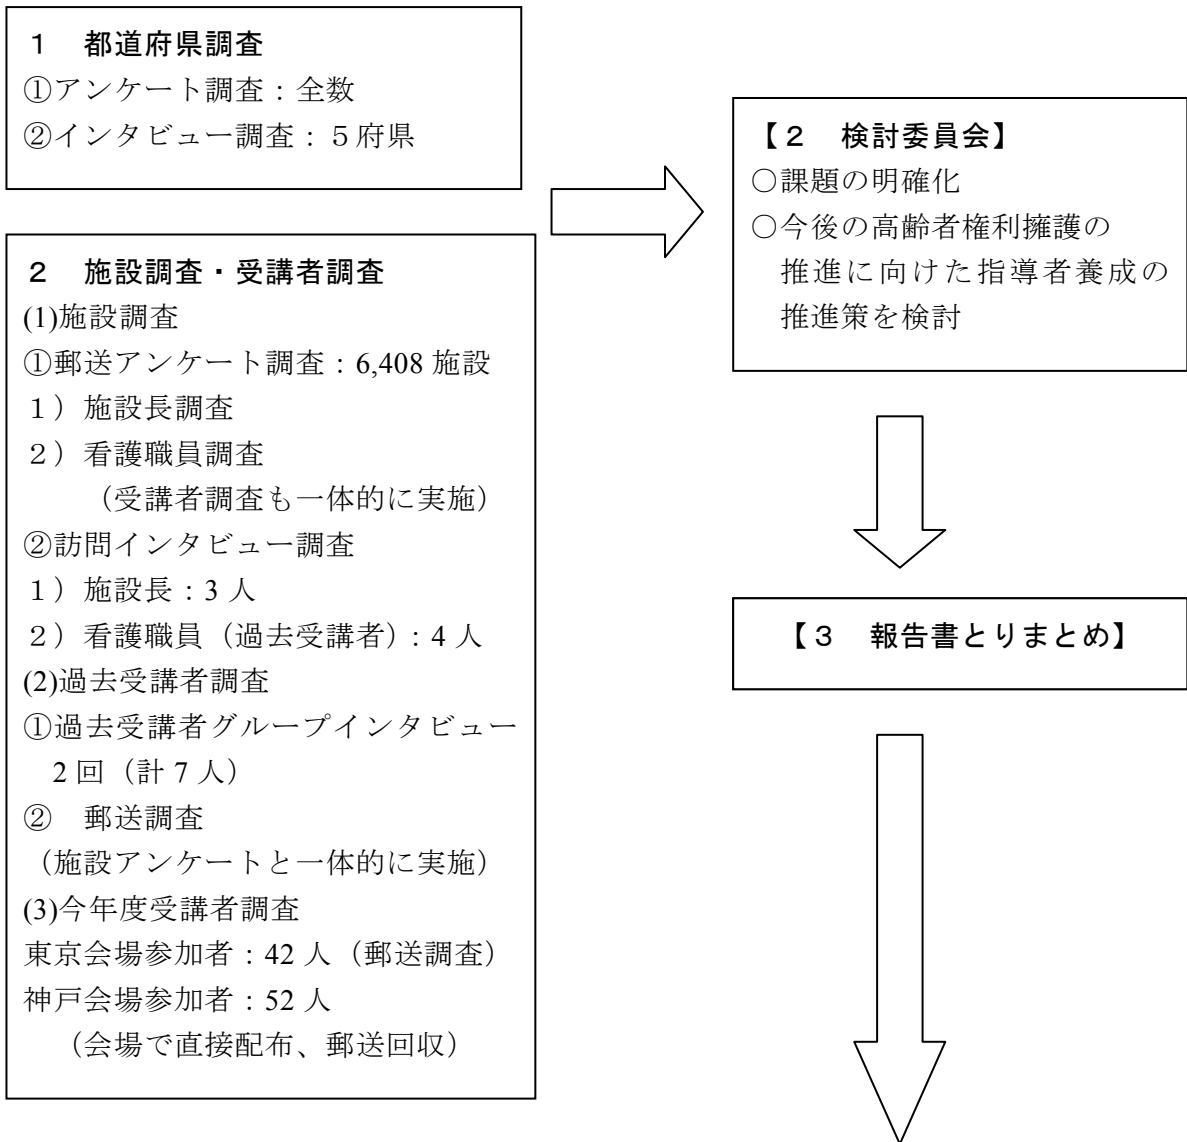 1 都道府県調査
①アンケート調査：全数
②インタビュー調査：５府県
2 施設調査・受講者調査
(1)施設調査
①郵送アンケート調査：6,408 施設
１）施設長調査
２）看護職員調査
（受講者調査も一体的に実施）
②訪問インタビュー調査
１）施設長：3 人
２）看護職員（過去受講者）：4 人
(2)過去受講者調査
①過去受講者グループインタビュー
2 回（計 7 人）
② 郵送調査
（施設アンケートと一体的に実施）
(3)今年度受講者調査
東京会場参加者：42 人（郵送調査）
神戸会場参加者：52 人
（会場で直接配布、郵送回収）
【２ 検討委員会】
○課題の明確化
○今後の高齢者権利擁護の
推進に向けた指導者養成の
推進策を検討
【３ 報告書とりまとめ】